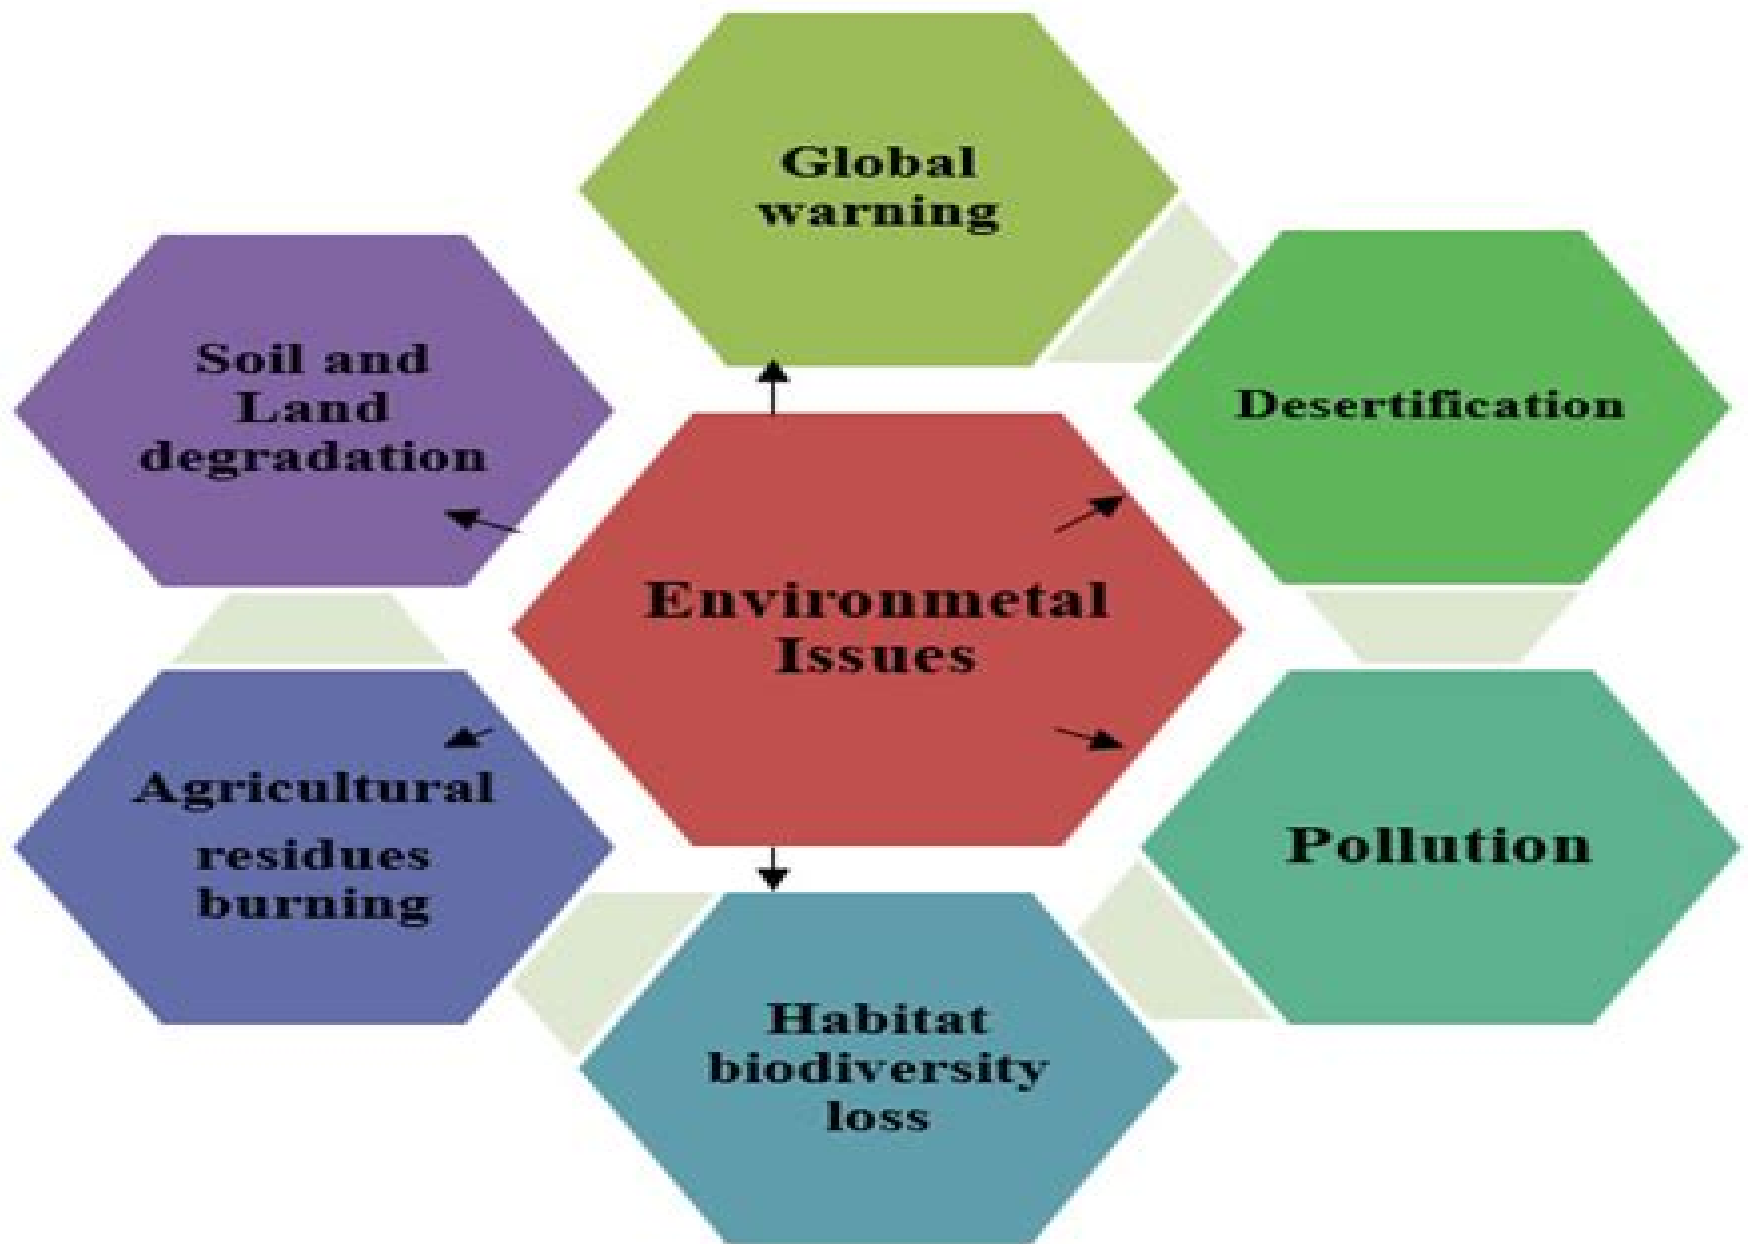 Global
warning
Soil and
Land
degradation
Desertification
Environmetal
Issues
Agricultural
residues
burning
Pollution
Habitat
biodiversity
loss